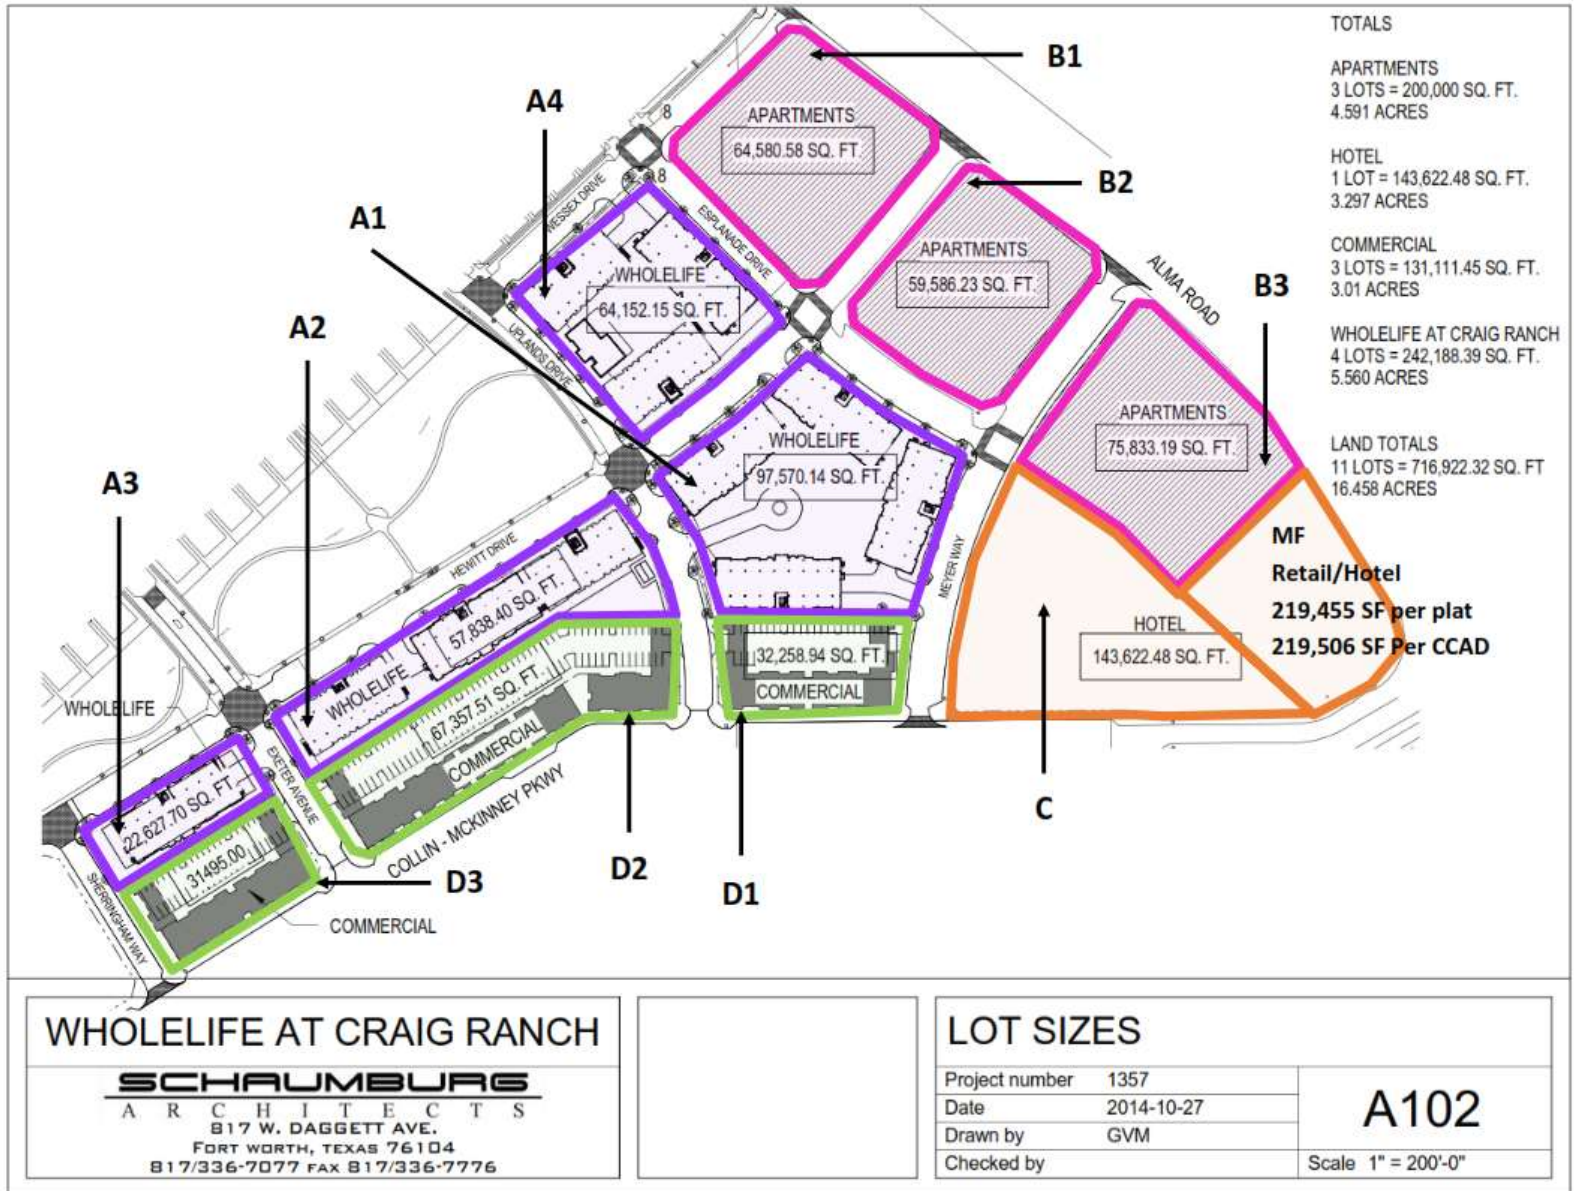 TOTALS
APARTMENTS
3 LOTS = 200,000 SQ. FT.
4.591 ACRES
HOTEL
1 LOT = 143,622.48 SQ. FT.
3.297 ACRES
COMMERCIAL
3 LOTS = 131,111.45 SQ. FT.
3.01 ACRES
WHOLELIFE AT CRAIG RANCH
4 LOTS = 242,188.39 SQ. FT.
5.560 ACRES
LAND TOTALS
11 LOTS = 716,922.32 SQ. FT
16.458 ACRES
B1
A4
8
APARTMENTS
64,580.58 SQ. FT.
8
B2
WESSEX DRIVE
ESPLANADE DRIVE
A1
APARTMENTS
59,586.23 SQ. FT.
ALMA ROAD
B3
WHOLELIFE
64,152.15 SQ. FT.
A2
UPLANDS DRIVE
APARTMENTS
75,833.19 SQ. FT.
WHOLELIFE
97,570.14 SQ. FT.
A3
HEWITT DRIVE
MEYER WAY
MF
Retail/Hotel
219,455 SF per plat
219,506 SF Per CCAD
57,838.40 SQ. FT.
WHOLELIFE
HOTEL
143,622.48 SQ. FT.
32,258.94 SQ. FT.
COMMERCIAL
67,357.51 SQ. FT.
COMMERCIAL
WHOLELIFE
EXETER AVENUE
COLLIN - MCKINNEY PKWY
C
22,627.70 SQ. FT.
31495.00
D3
D2
D1
SHERRINGHAM WAY
COMMERCIAL
WHOLELIFE AT CRAIG RANCH
SCHAUMBURG
ARCHITECTS
817 W. DAGGETT AVE.
FORT WORTH, TEXAS 76104
817/336-7077 FAX 817/336-7776
LOT SIZES
Project number 1357
Date 2014-10-27
Drawn by GVM
Checked by
A102
Scale 1" = 200'-0"